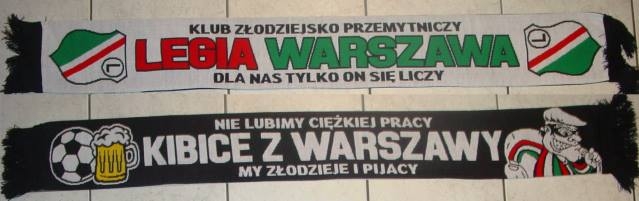 KLUB ZŁODZIEJSKO PRZEMYTNICZY
LEGIA WARSZAWA
DLA NAS TYLKO ON SIĘ LICZY
L
L
NIE LUBIMY CIĘŻKIEJ PRACY
KIBICE Z WARSZAWY
MY ZŁODZIEJE I PIJACY